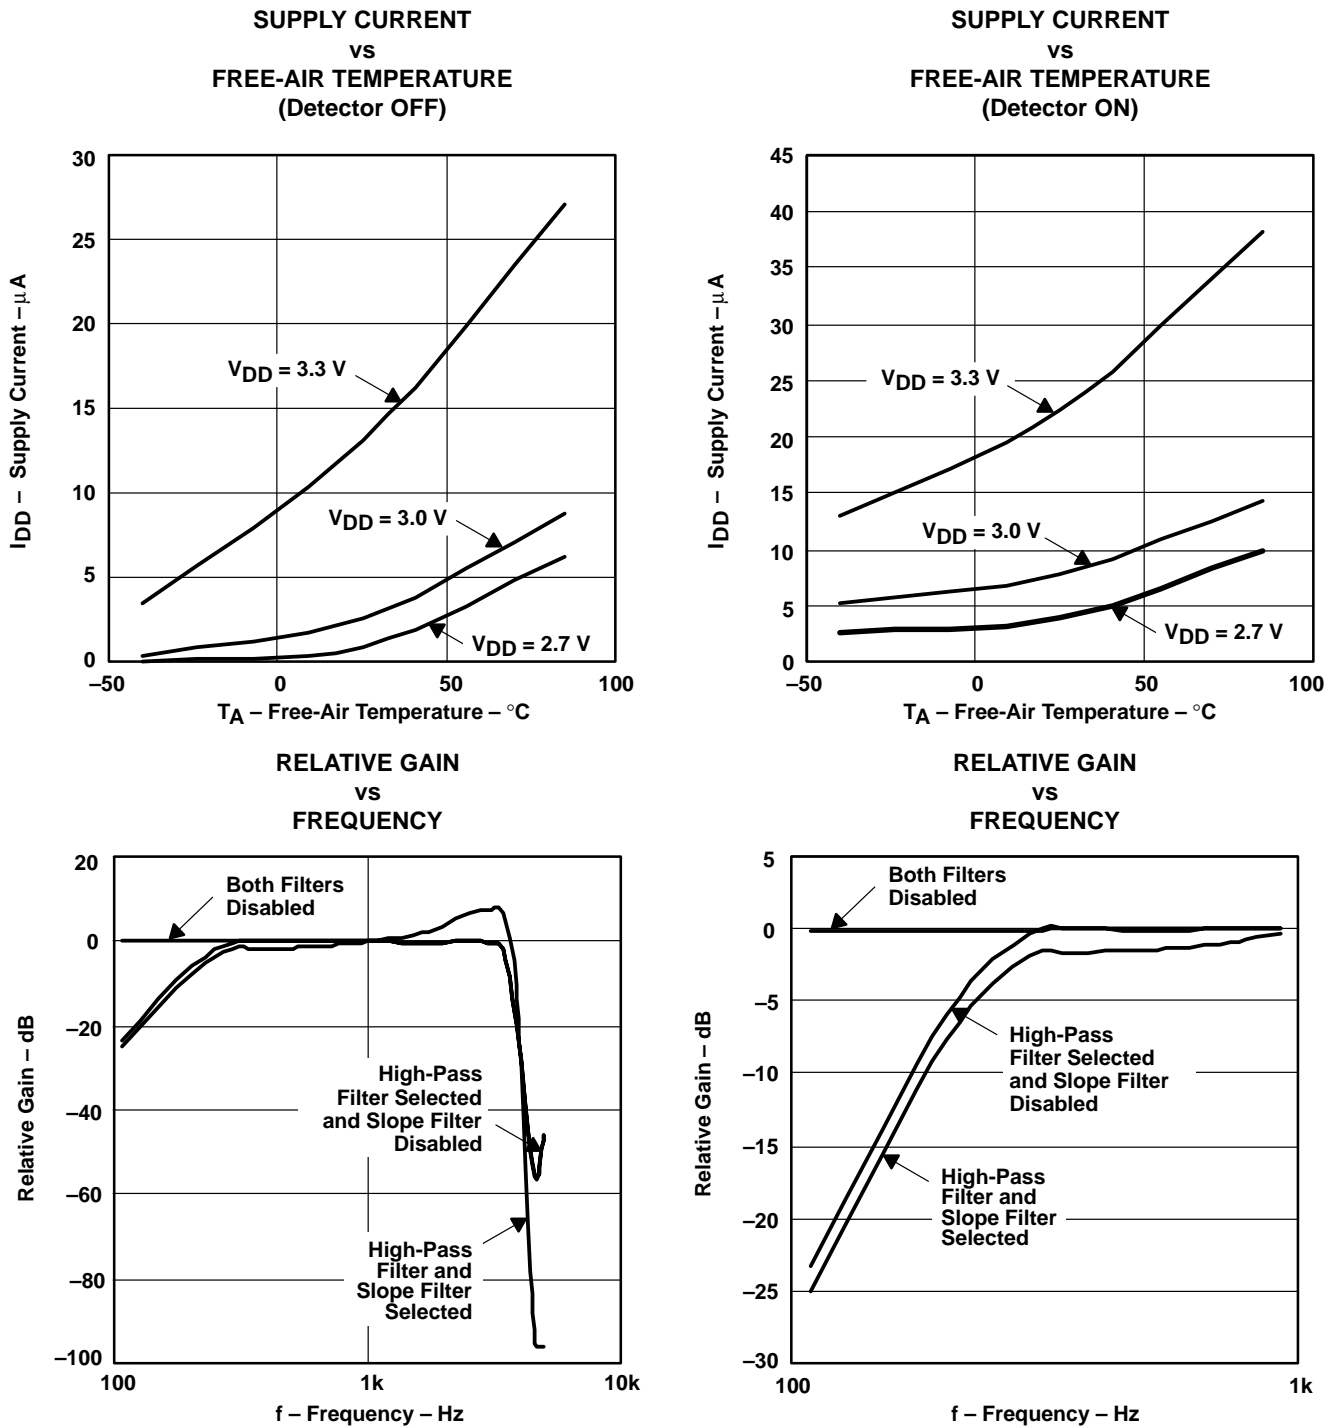 SUPPLY CURRENT
vs
FREE-AIR TEMPERATURE
(Detector OFF)
30
25
20
15
10
5
0
–50
0
50
100
IDD – Supply Current –μA
VDD = 3.3 V
VDD = 3.0 V
VDD = 2.7 V
TA – Free-Air Temperature – °C
SUPPLY CURRENT
vs
FREE-AIR TEMPERATURE
(Detector ON)
45
40
35
30
25
20
15
10
5
0
–50
0
50
100
IDD – Supply Current –μA
VDD = 3.3 V
VDD = 3.0 V
VDD = 2.7 V
TA – Free-Air Temperature – °C
RELATIVE GAIN
vs
FREQUENCY
20
0
–20
–40
–60
–80
–100
100
1k
10k
Relative Gain – dB
Both Filters
Disabled
High-Pass
Filter Selected
and Slope Filter
Disabled
High-Pass
Filter and
Slope Filter
Selected
f – Frequency – Hz
RELATIVE GAIN
vs
FREQUENCY
5
0
–5
–10
–15
–20
–25
–30
100
1k
Relative Gain – dB
Both Filters
Disabled
High-Pass
Filter Selected
and Slope Filter
Disabled
High-Pass
Filter and
Slope Filter
Selected
f – Frequency – Hz